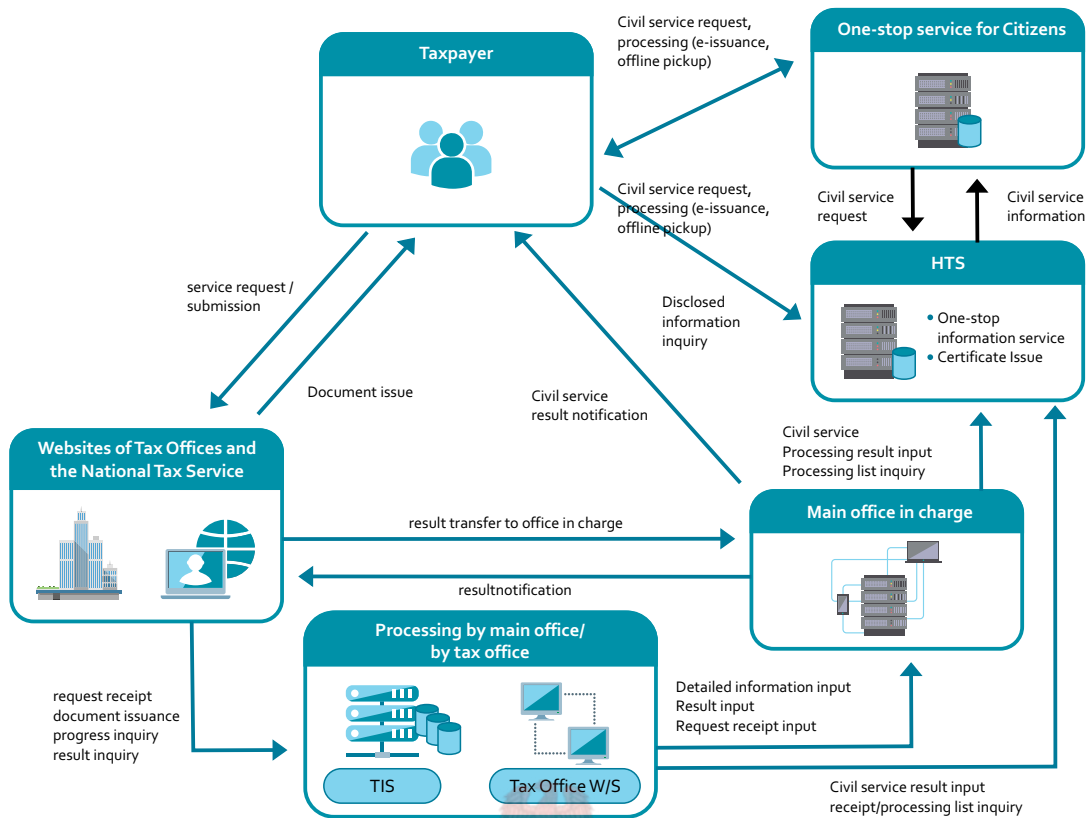 Taxpayer
Civil service request,
processing (e-issuance,
offline pickup)
One-stop service for Citizens
Civil service request,
processing (e-issuance,
offline pickup)
Civil service
request
Civil service
information
HTS
• One-stop
information service
• Certificate Issue
service request /
submission
Disclosed
information
inquiry
Document issue
Civil service
result notification
Civil service
Processing result input
Processing list inquiry
Websites of Tax Offices and
the National Tax Service
result transfer to office in charge
resultnotification
Main office in charge
Processing by main office/
by tax office
TIS
Tax Office W/S
request receipt
document issuance
progress inquiry
result inquiry
Detailed information input
Result input
Request receipt input
Civil service result input
receipt/processing list inquiry